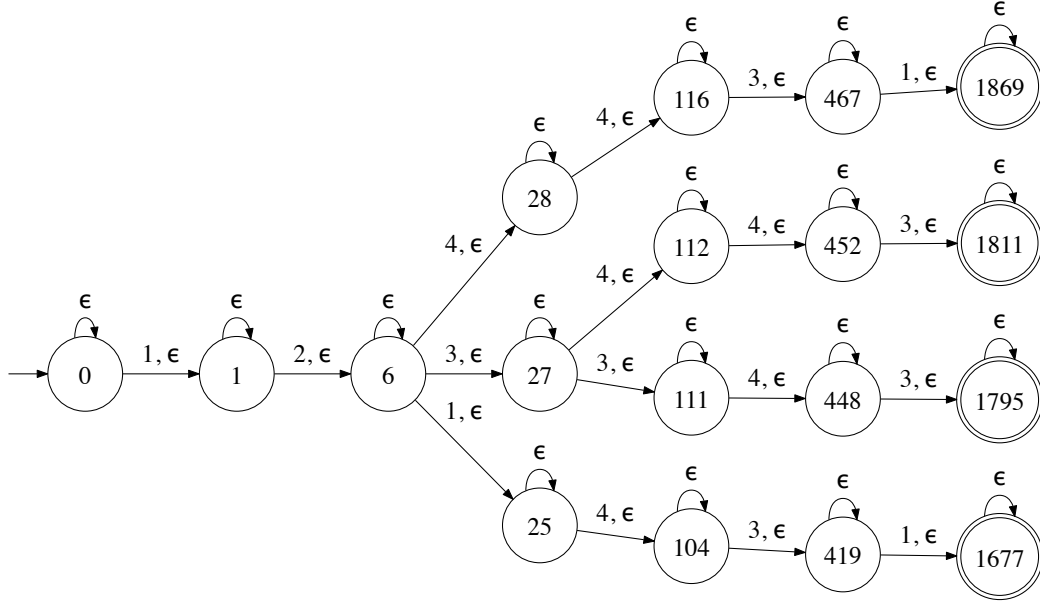 ϵ
ϵ ϵ
116 3, ϵ 467 1, ϵ 1869
4, ϵ
ϵ
28
ϵ ϵ ϵ
112 4, ϵ 452 3, ϵ 1811
4, ϵ
4, ϵ
ϵ ϵ ϵ ϵ
0 1, ϵ 1 2, ϵ 6 3, ϵ 27
ϵ ϵ ϵ
3, ϵ 111 4, ϵ 448 3, ϵ 1795
1, ϵ
ϵ
25
ϵ ϵ ϵ
4, ϵ 104 3, ϵ 419 1, ϵ 1677